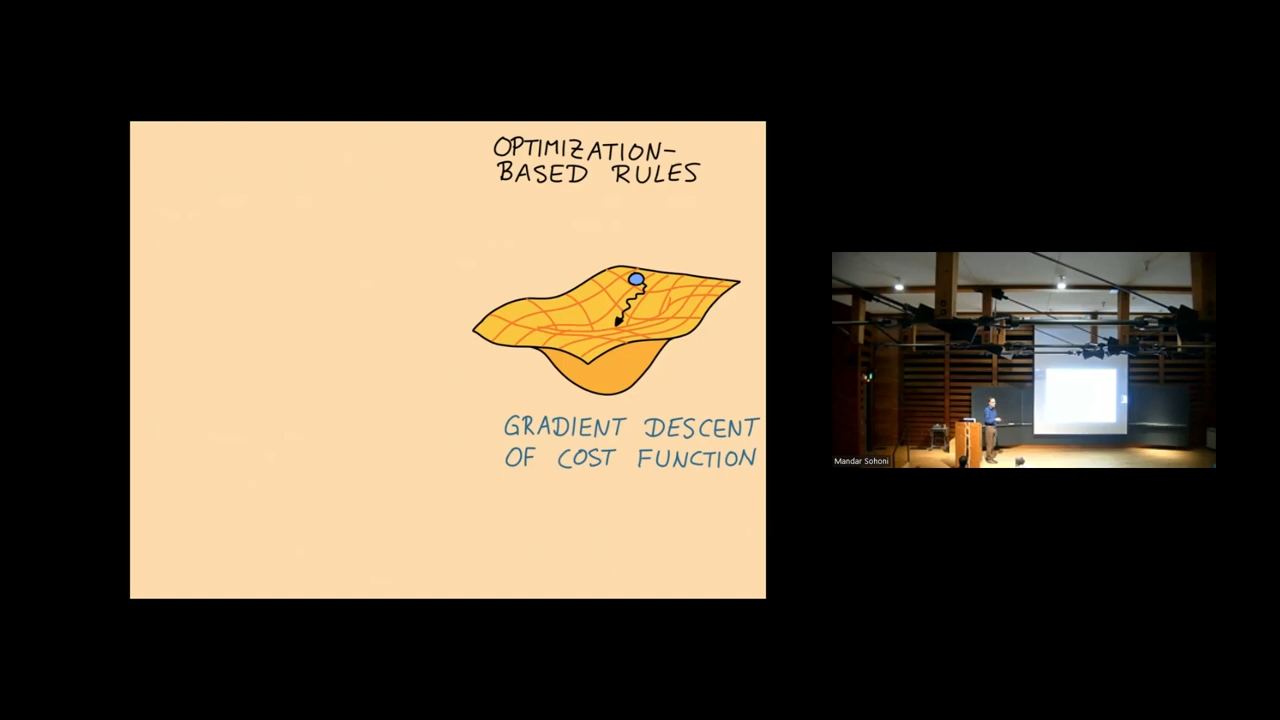 OPTIMIZATION-
BASED RULES
GRADIENT DESCENT
OF COST FUNCTION
Mandar Sohoni